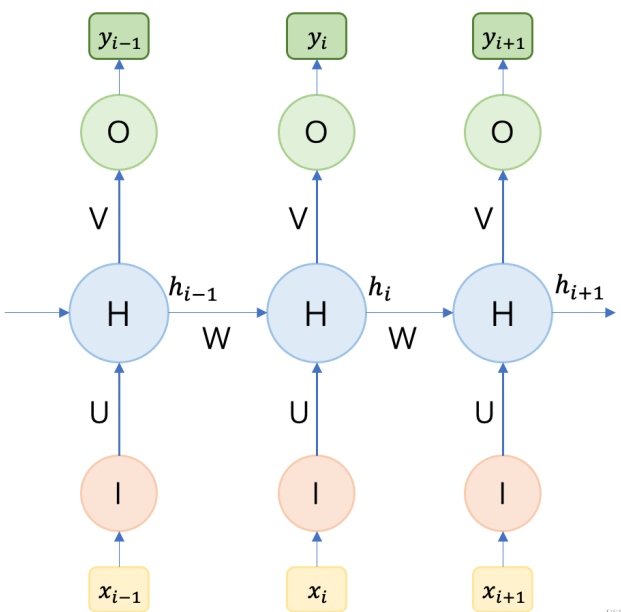 y_{i-1} y_i y_{i+1}
O O O
V V V
H h_{i-1} H h_i H h_{i+1}
W W
U U U
I I I
x_{i-1} x_i x_{i+1}